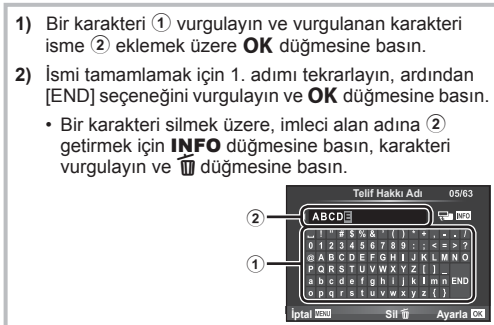 1) Bir karakteri ① vurgulayın ve vurgulanan karakteri
isme ② eklemek üzere OK düğmesine basın.
2) İsmi tamamlamak için 1. adımı tekrarlayın, ardından
[END] seçeneğini vurgulayın ve OK düğmesine basın.
• Bir karakteri silmek üzere, imleci alan adına ②
getirmek için INFO düğmesine basın, karakteri
vurgulayın ve düğmesine basın.
Telif Hakkı Adı 05/63
② ABCDE INFO
! " # $ % & ' ( ) * + , - . /
0 1 2 3 4 5 6 7 8 9 : ; < = > ?
① @ A B C D E F G H I J K L M N O
P Q R S T U V W X Y Z [ ] _
a b c d e f g h i j k l m n END
o p q r s t u v w x y z { }
İptal MENU Sil Ayarla OK